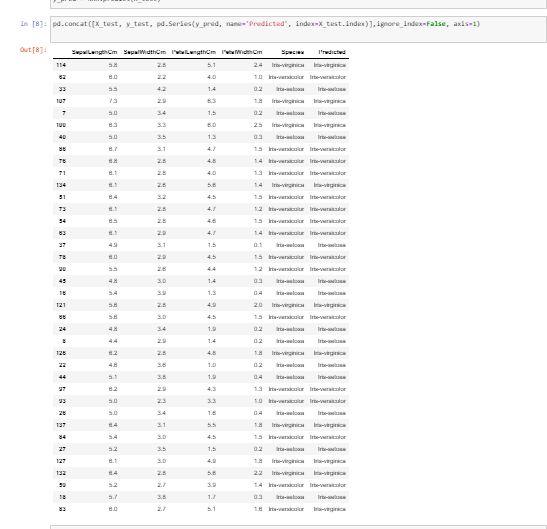 In [8]: pd.concat([X_test, y_test, pd.Series(y_pred, name='Predicted', index=X_test.index)],ignore_index=False, axis=1)
Out[8]:
SepalLengthCm SepalWidthCm PetalLengthCm PetalWidthCm Species Predicted
114 5.8 2.8 5.1 2.4 Iris-virginica Iris-virginica
62 6.0 2.2 4.0 1.0 Iris-versicolor Iris-versicolor
33 5.5 4.2 1.4 0.2 Iris-setosa Iris-setosa
107 7.3 2.9 6.3 1.8 Iris-virginica Iris-virginica
7 5.0 3.4 1.5 0.2 Iris-setosa Iris-setosa
100 6.3 3.3 6.0 2.5 Iris-virginica Iris-virginica
40 5.0 3.5 1.3 0.3 Iris-setosa Iris-setosa
86 6.7 3.1 4.7 1.5 Iris-versicolor Iris-versicolor
76 6.8 2.8 4.8 1.4 Iris-versicolor Iris-versicolor
71 6.1 2.8 4.0 1.3 Iris-versicolor Iris-versicolor
134 6.1 2.6 5.6 1.4 Iris-virginica Iris-virginica
51 6.4 3.2 4.5 1.5 Iris-versicolor Iris-versicolor
73 6.1 2.8 4.7 1.2 Iris-versicolor Iris-versicolor
54 6.5 2.8 4.6 1.5 Iris-versicolor Iris-versicolor
63 6.1 2.9 4.7 1.4 Iris-versicolor Iris-versicolor
37 4.9 3.1 1.5 0.1 Iris-setosa Iris-setosa
78 6.0 2.9 4.5 1.5 Iris-versicolor Iris-versicolor
90 5.5 2.6 4.4 1.2 Iris-versicolor Iris-versicolor
45 4.8 3.0 1.4 0.3 Iris-setosa Iris-setosa
16 5.4 3.9 1.3 0.4 Iris-setosa Iris-setosa
121 5.6 2.8 4.9 2.0 Iris-virginica Iris-virginica
66 5.6 3.0 4.5 1.5 Iris-versicolor Iris-versicolor
24 4.8 3.4 1.9 0.2 Iris-setosa Iris-setosa
8 4.4 2.9 1.4 0.2 Iris-setosa Iris-setosa
126 6.2 2.8 4.8 1.8 Iris-virginica Iris-virginica
22 4.6 3.6 1.0 0.2 Iris-setosa Iris-setosa
44 5.1 3.8 1.9 0.4 Iris-setosa Iris-setosa
97 6.2 2.9 4.3 1.3 Iris-versicolor Iris-versicolor
93 5.0 2.3 3.3 1.0 Iris-versicolor Iris-versicolor
26 5.0 3.4 1.6 0.4 Iris-setosa Iris-setosa
137 6.4 3.1 5.5 1.8 Iris-virginica Iris-virginica
84 5.4 3.0 4.5 1.5 Iris-versicolor Iris-versicolor
27 5.2 3.5 1.5 0.2 Iris-setosa Iris-setosa
127 6.1 3.0 4.9 1.8 Iris-virginica Iris-virginica
132 6.4 2.8 5.6 2.2 Iris-virginica Iris-virginica
59 5.2 2.7 3.9 1.4 Iris-versicolor Iris-versicolor
18 5.7 3.8 1.7 0.3 Iris-setosa Iris-setosa
83 6.0 2.7 5.1 1.6 Iris-versicolor Iris-virginica